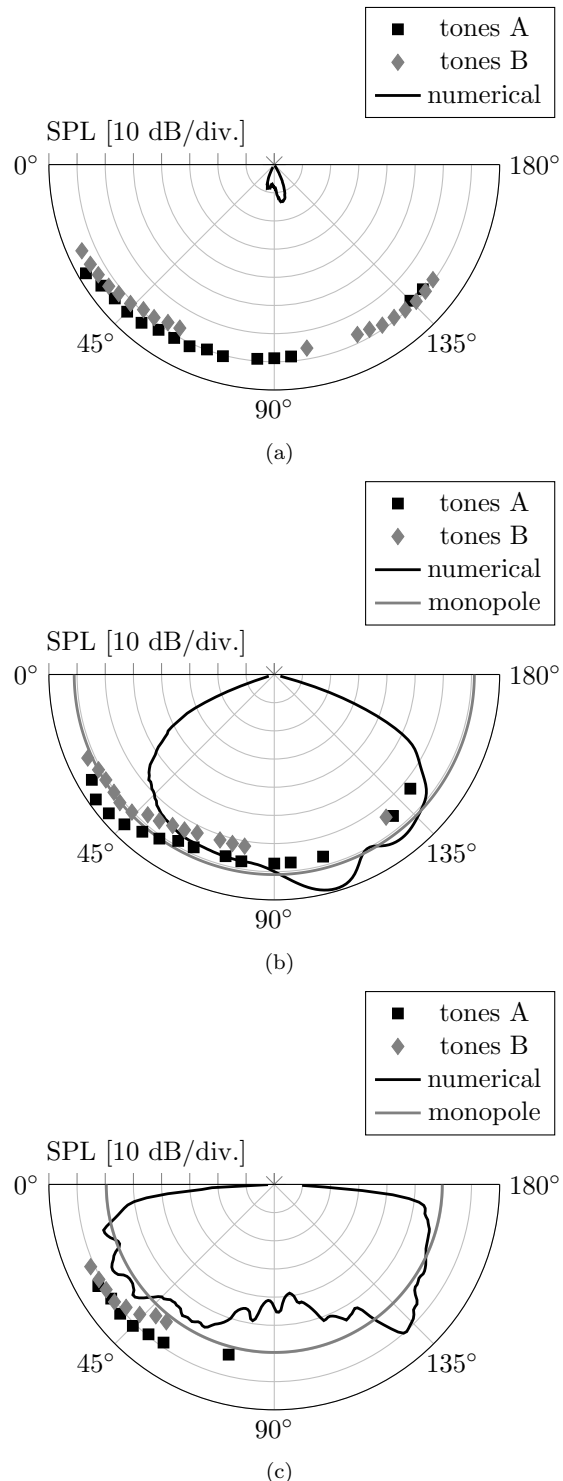 tones A
tones B
numerical
SPL [10 dB/div.]
0°
180°
45°
135°
90°
(a)
tones A
tones B
numerical
monopole
SPL [10 dB/div.]
0°
180°
45°
135°
90°
(b)
tones A
tones B
numerical
monopole
SPL [10 dB/div.]
0°
180°
45°
135°
90°
(c)